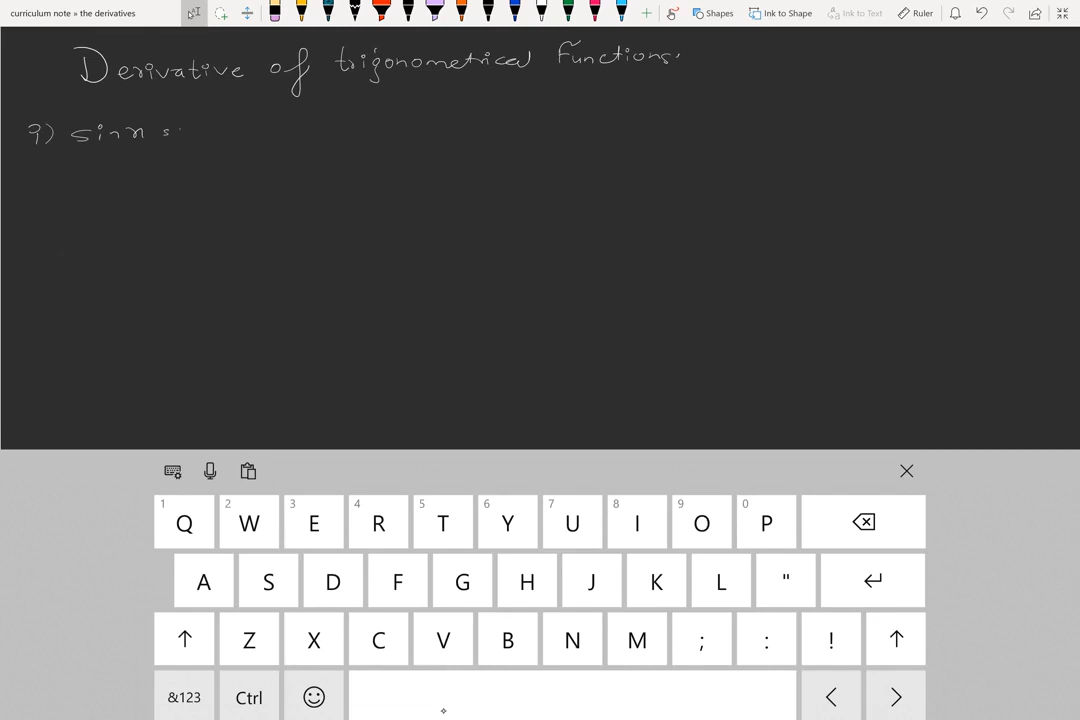 curriculum note » the derivatives
Shapes
Ink to Shape
Ink to Text
Ruler
Derivative of trigonometrical Functions.
sinx
1 Q 2 W 3 E 4 R 5 T 6 Y 7 U 8 I 9 O 0 P
A S D F G H J K L "
Z X C V B N M ; : !
&123 Ctrl